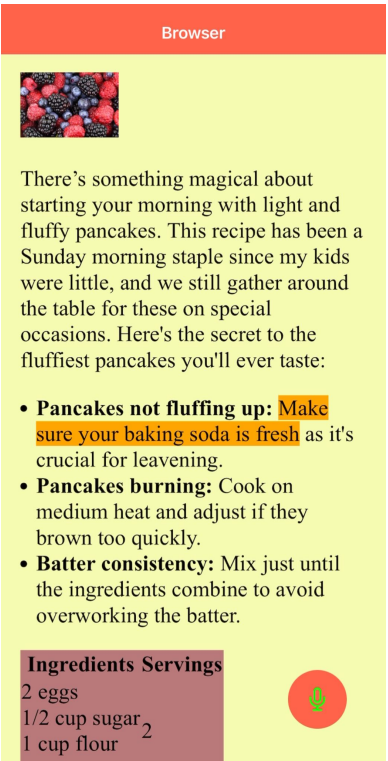 Browser
There’s something magical about
starting your morning with light and
fluffy pancakes. This recipe has been a
Sunday morning staple since my kids
were little, and we still gather around
the table for these on special
occasions. Here's the secret to the
fluffiest pancakes you'll ever taste:
• Pancakes not fluffing up: Make
sure your baking soda is fresh as it's
crucial for leavening.
• Pancakes burning: Cook on
medium heat and adjust if they
brown too quickly.
• Batter consistency: Mix just until
the ingredients combine to avoid
overworking the batter.
Ingredients Servings
2 eggs
1/2 cup sugar 2
1 cup flour